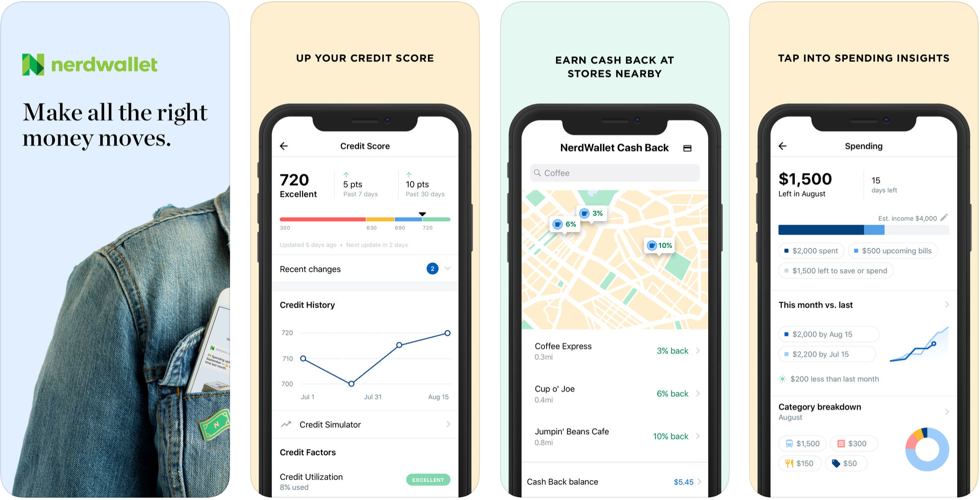 nerdwallet
Make all the right
money moves.
UP YOUR CREDIT SCORE
Credit Score
720
Excellent
5 pts
Past 7 days
10 pts
Past 30 days
630
690
720
Updated 5 days ago • Next update in 2 days
Recent changes
2
Credit History
720
710
700
Jul 1
Jul 31
Aug 15
Credit Simulator
Credit Factors
Credit Utilization
8% used
EXCELLENT
EARN CASH BACK AT
STORES NEARBY
NerdWallet Cash Back
Coffee
3%
6%
10%
Coffee Express
0.3mi
3% back
Cup o' Joe
0.4mi
6% back
Jumpin' Beans Cafe
0.8mi
10% back
Cash Back balance
$5.45
TAP INTO SPENDING INSIGHTS
Spending
$1,500
Left in August
15
days left
Est. income $4,000
$2,000 spent
$500 upcoming bills
$1,500 left to save or spend
This month vs. last
$2,000 by Aug 15
$2,200 by Jul 15
$200 less than last month
Category breakdown
August
$1,500
$300
$150
$50